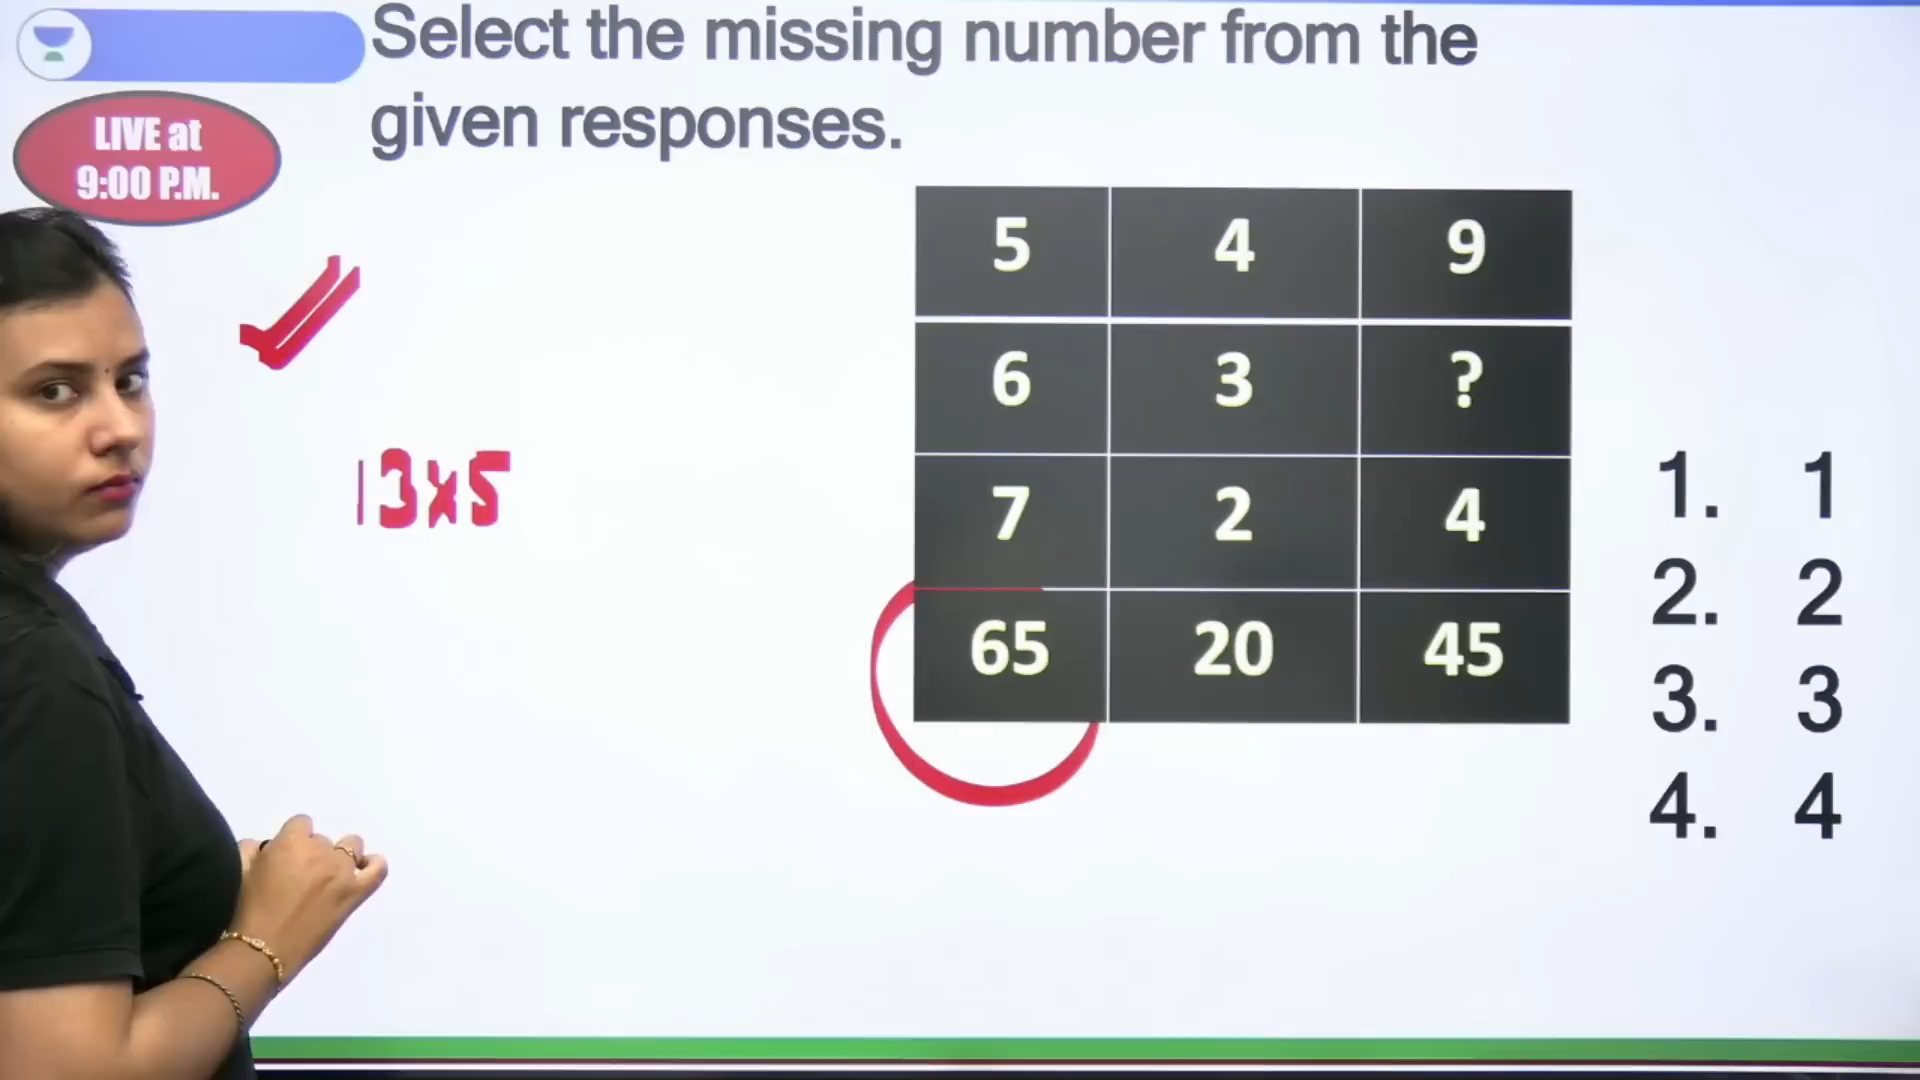 Select the missing number from the
given responses.
LIVE at
9:00 P.M.
5 4 9
6 3 ?
7 2 4
65 20 45
13x5
1. 1
2. 2
3. 3
4. 4